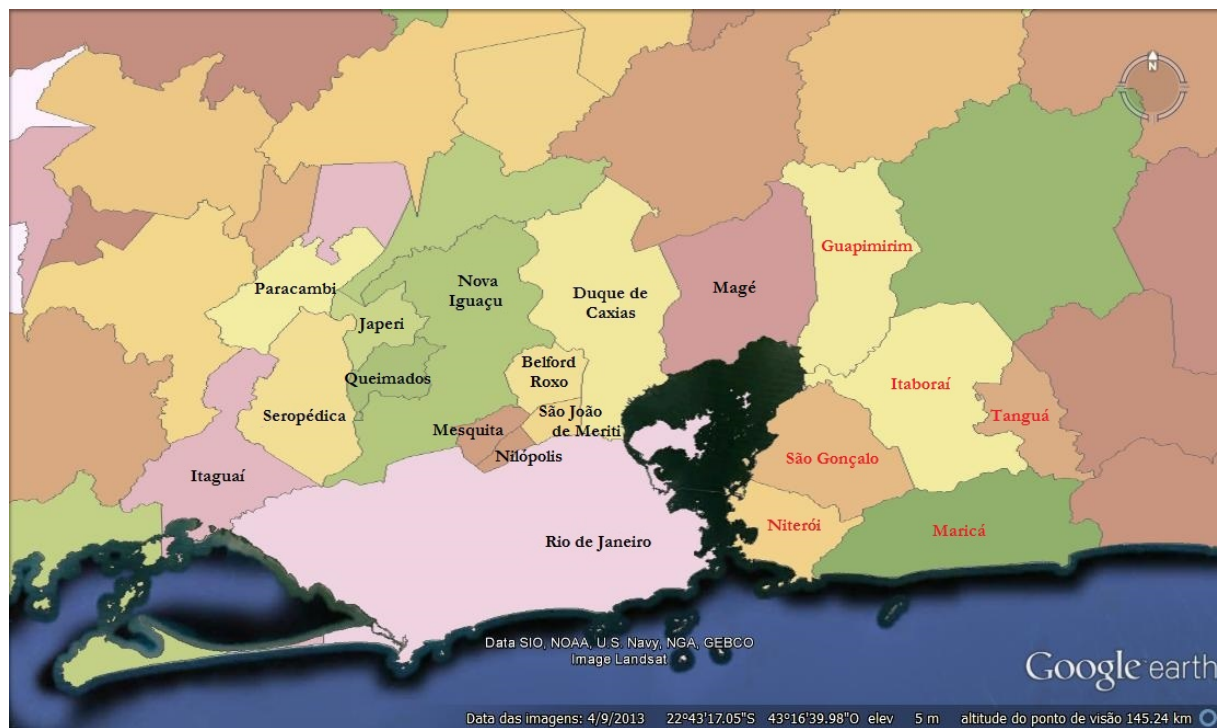 N
Guapimirim
Paracambi
Nova
Iguaçu
Duque de
Caxias
Magé
Japeri
Belford
Roxo
Queimados
Itaboraí
Seropédica
São João
de Meriti
Tanguá
Mesquita
Nilópolis
São Gonçalo
Itaguaí
Niterói
Maricá
Rio de Janeiro
Data SIO, NOAA, U.S. Navy, NGA, GEBCO
Image Landsat
Google earth
Data das imagens: 4/9/2013 22°43'17.05"S 43°16'39.98"O elev 5 m altitude do ponto de visão 145.24 km